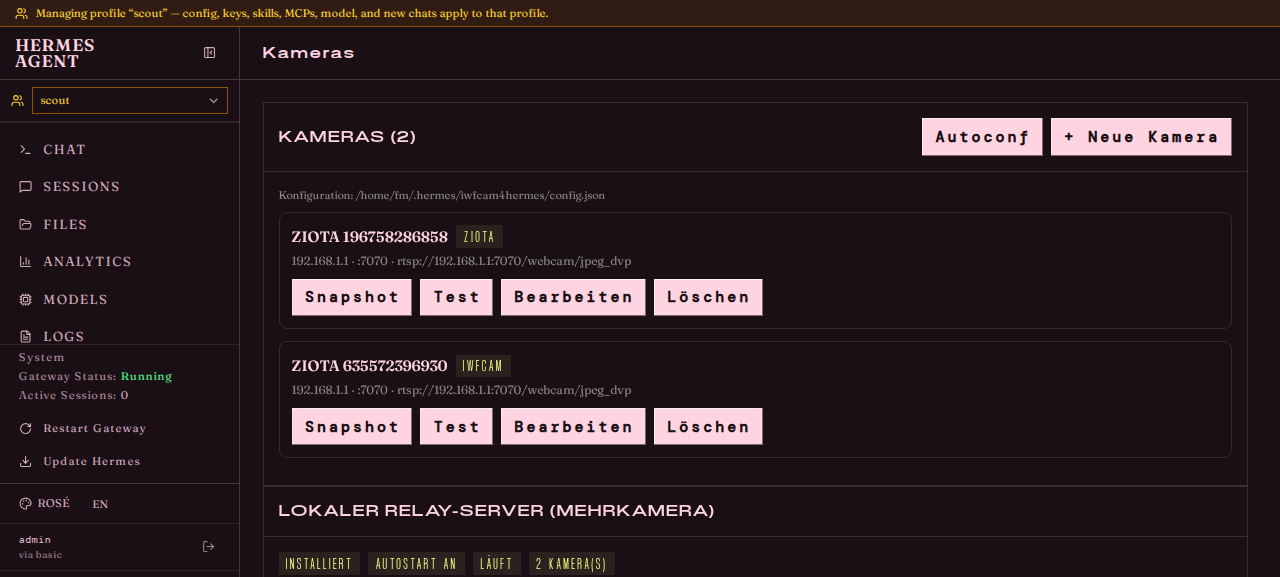 Managing profile “scout” — config, keys, skills, MCPs, model, and new chats apply to that profile.
HERMES
AGENT
Kameras
scout
CHAT
SESSIONS
FILES
ANALYTICS
MODELS
LOGS
System
Gateway Status: Running
Active Sessions: 0
Restart Gateway
Update Hermes
ROSÉ EN
admin
via basic
KAMERAS (2)
Autoconf
+ Neue Kamera
Konfiguration: /home/fm/.hermes/iwfcam4hermes/config.json
ZIOTA 196758286858 ZIOTA
192.168.1.1 · :7070 · rtsp://192.168.1.1:7070/webcam/jpeg_dvp
Snapshot Test Bearbeiten Löschen
ZIOTA 635572396930 IWFCAM
192.168.1.1 · :7070 · rtsp://192.168.1.1:7070/webcam/jpeg_dvp
Snapshot Test Bearbeiten Löschen
LOKALER RELAY-SERVER (MEHRKAMERA)
INSTALLIERT AUTOSTART AN LÄUFT 2 KAMERA(S)